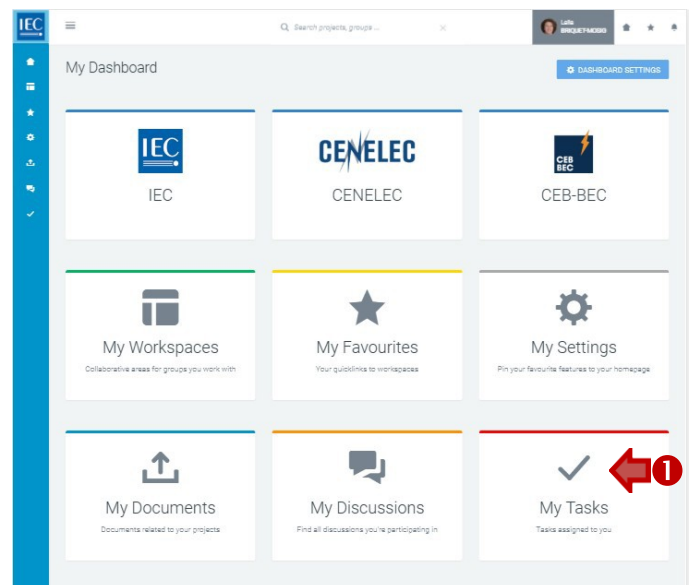 IEC
Search projects, groups ...
Laila
BRIQUET-MOSIG
My Dashboard
DASHBOARD SETTINGS
IEC
CENELEC
CEB
BEC
IEC
CENELEC
CEB-BEC
My Workspaces
My Favourites
My Settings
Collaborative areas for groups you work with
Your quicklinks to workspaces
Pin your favourite features to your homepage
1
My Documents
My Discussions
My Tasks
Documents related to your projects
Find all discussions you're participating in
Tasks assigned to you